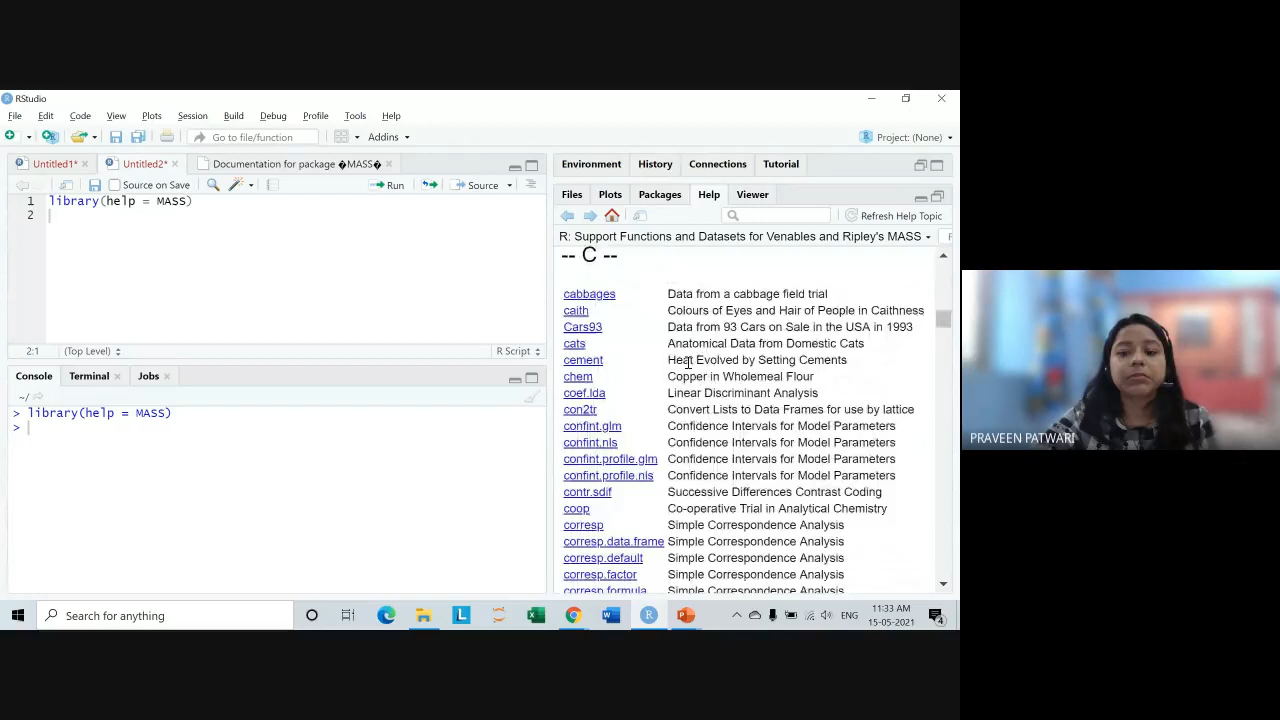 RStudio
File Edit Code View Plots Session Build Debug Profile Tools Help
Go to file/function Addins Project: (None)
Untitled1* Untitled2* Documentation for package �MASS�
Source on Save Run Source
1 library(help = MASS)
2
2:1 (Top Level) R Script
Console Terminal Jobs
~/
> library(help = MASS)
>
Environment History Connections Tutorial
Files Plots Packages Help Viewer
Refresh Help Topic
R: Support Functions and Datasets for Venables and Ripley's MASS
-- C --
cabbages Data from a cabbage field trial
caith Colours of Eyes and Hair of People in Caithness
Cars93 Data from 93 Cars on Sale in the USA in 1993
cats Anatomical Data from Domestic Cats
cement Heat Evolved by Setting Cements
chem Copper in Wholemeal Flour
coef.lda Linear Discriminant Analysis
con2tr Convert Lists to Data Frames for use by lattice
confint.glm Confidence Intervals for Model Parameters
confint.nls Confidence Intervals for Model Parameters
confint.profile.glm Confidence Intervals for Model Parameters
confint.profile.nls Confidence Intervals for Model Parameters
contr.sdif Successive Differences Contrast Coding
coop Co-operative Trial in Analytical Chemistry
corresp Simple Correspondence Analysis
corresp.data.frame Simple Correspondence Analysis
corresp.default Simple Correspondence Analysis
corresp.factor Simple Correspondence Analysis
corresp.formula Simple Correspondence Analysis
PRAVEEN PATWARI
Search for anything
ENG
11:33 AM
15-05-2021
4